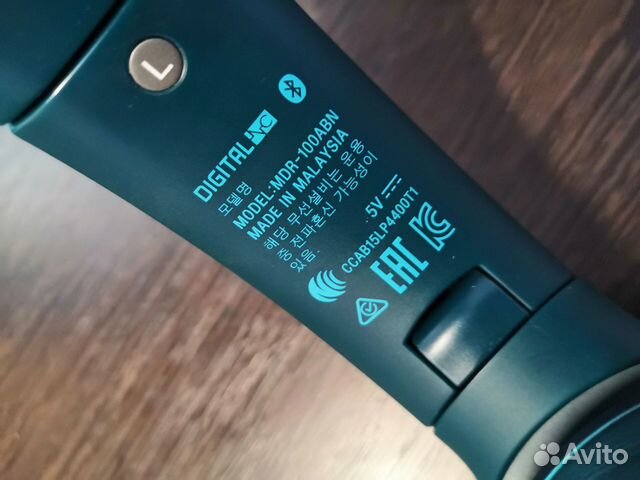 L
DIGITAL NC
모델명
MODEL:MDR-100ABN
MADE IN MALAYSIA
해당 무선설비는 운용
중 전파혼신 가능성이
있음.
5V
CCAB15LP4400T1
EAC
Avito